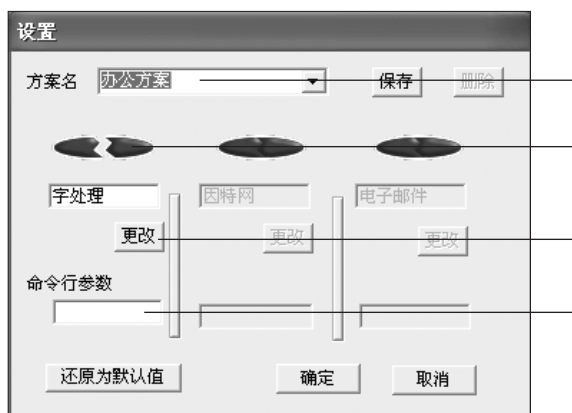 设置
方案名 办公方案 保存 删除
字处理 因特网 电子邮件
更改 更改 更改
命令行参数
还原为默认值 确定 取消